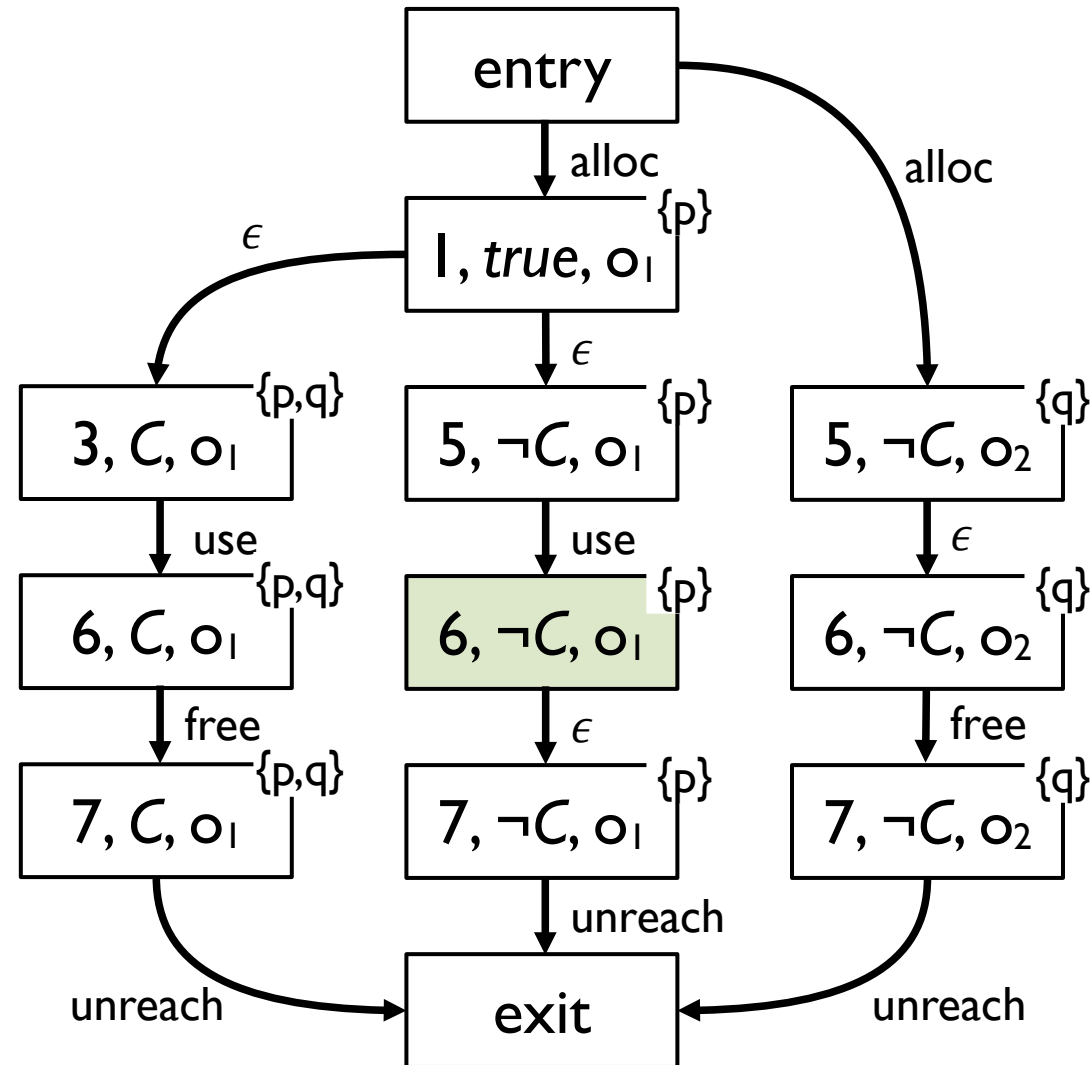 entry
alloc
alloc
{p}
1, true, o₁
ϵ
ϵ
{p,q}
3, C, o₁
{p}
5, ¬C, o₁
{q}
5, ¬C, o₂
use
use
ϵ
{p,q}
6, C, o₁
{p}
6, ¬C, o₁
{q}
6, ¬C, o₂
free
ϵ
free
{p,q}
7, C, o₁
{p}
7, ¬C, o₁
{q}
7, ¬C, o₂
unreach
unreach
unreach
exit